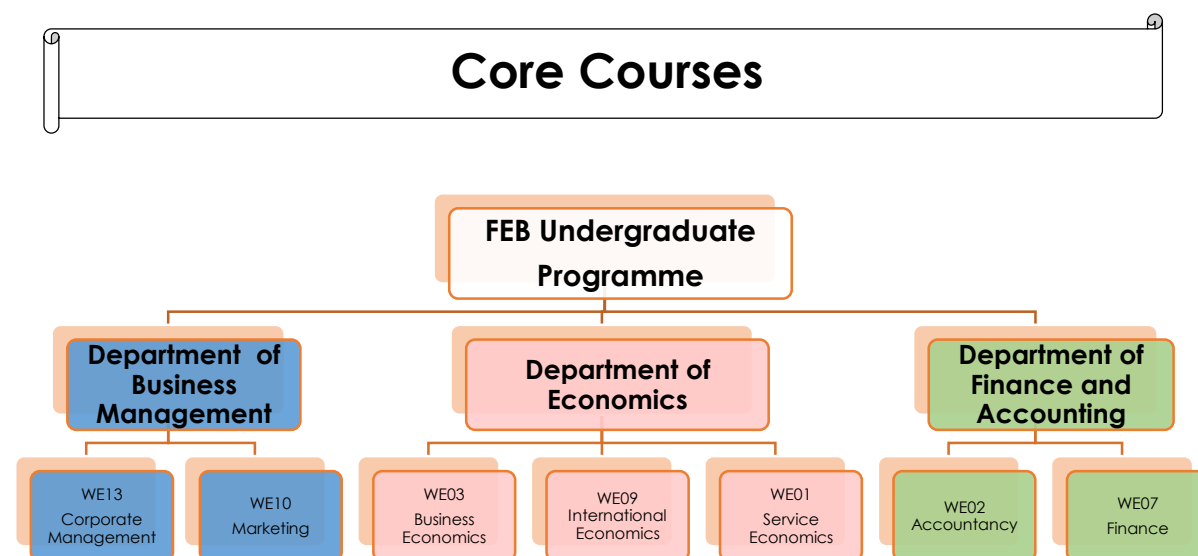 Core Courses
FEB Undergraduate
Programme
Department of
Business
Management
Department of
Economics
Department of
Finance and
Accounting
WE13
Corporate
Management
WE10
Marketing
WE03
Business
Economics
WE09
International
Economics
WE01
Service
Economics
WE02
Accountancy
WE07
Finance